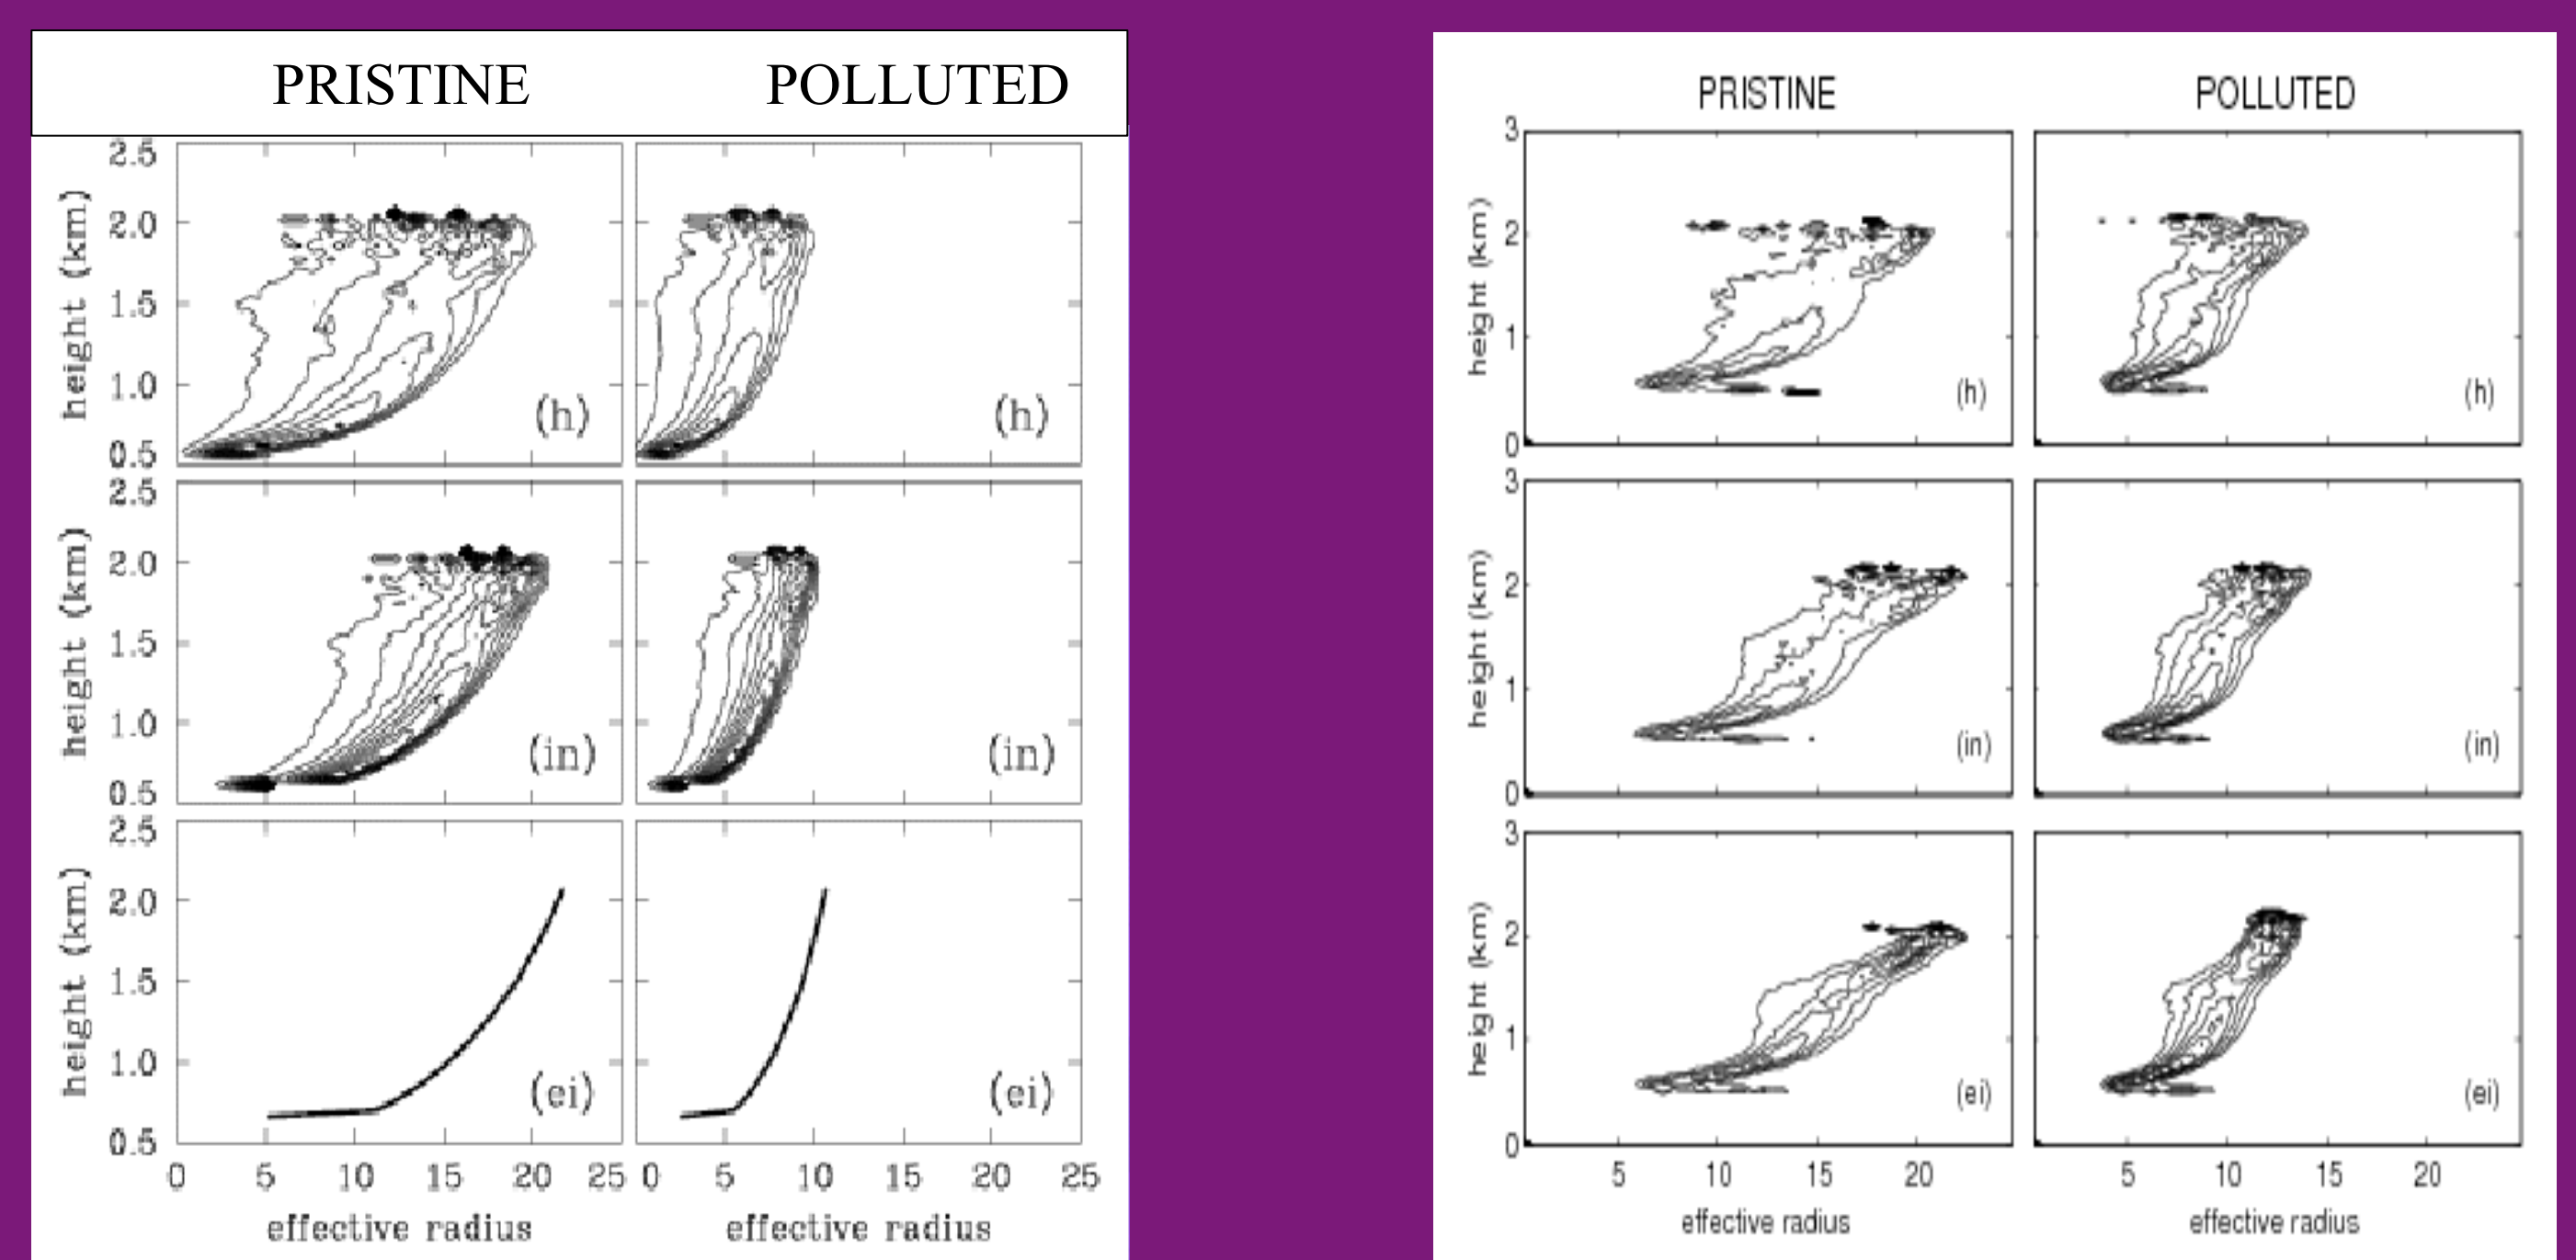 PRISTINE POLLUTED
2.5
2.0
1.5
1.0
0.5
height (km)
(h) (h)
2.5
2.0
1.5
1.0
0.5
height (km)
(in) (in)
2.5
2.0
1.5
1.0
0.5
height (km)
(ei) (ei)
0 5 10 15 20 25 0 5 10 15 20 25
effective radius effective radius
PRISTINE POLLUTED
3
2
1
0
height (km)
(h) (h)
3
2
1
0
height (km)
(in) (in)
3
2
1
0
height (km)
(ei) (ei)
5 10 15 20 5 10 15 20
effective radius effective radius